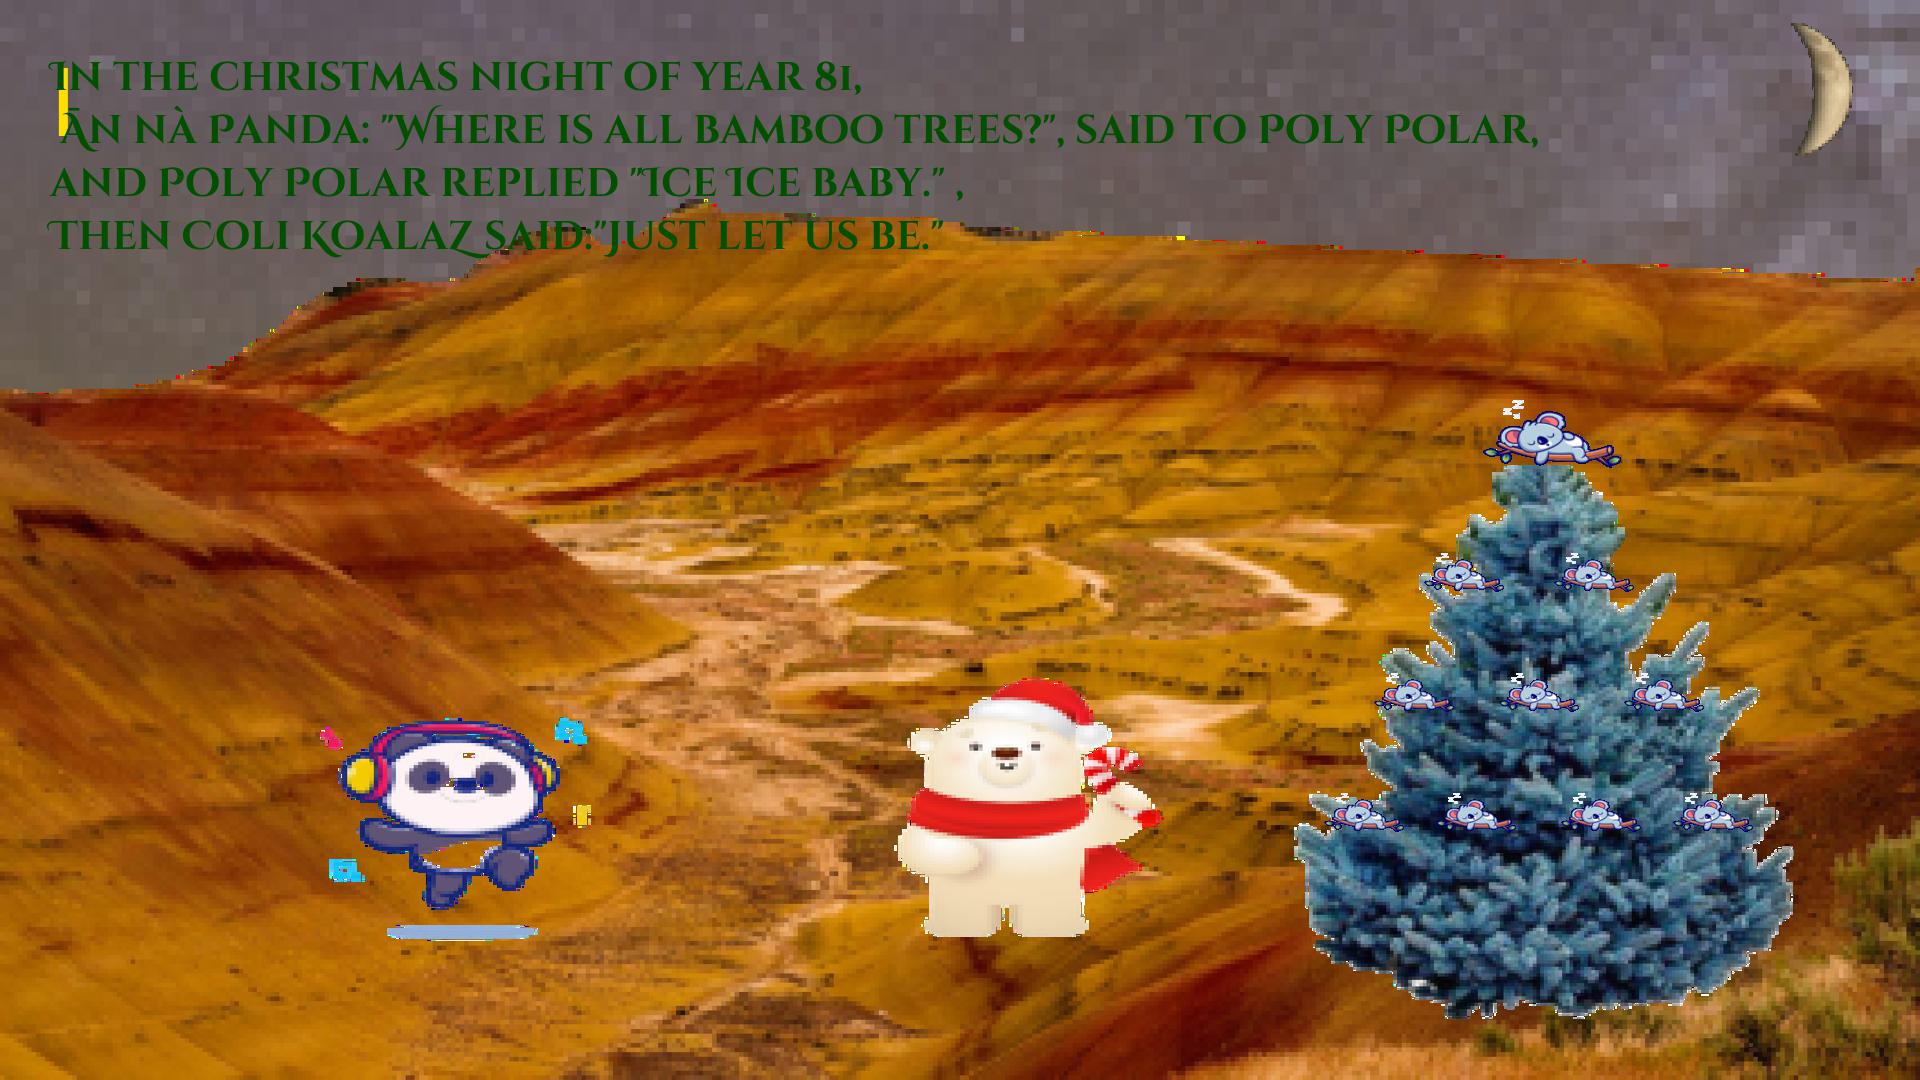 In the Christmas night of year 81,
Ān Nà Panda: "Where is all bamboo trees?", said to Poly Polar,
and Poly Polar replied "Ice Ice baby." ,
Then Coli KoalaZ said:"Just let us be."